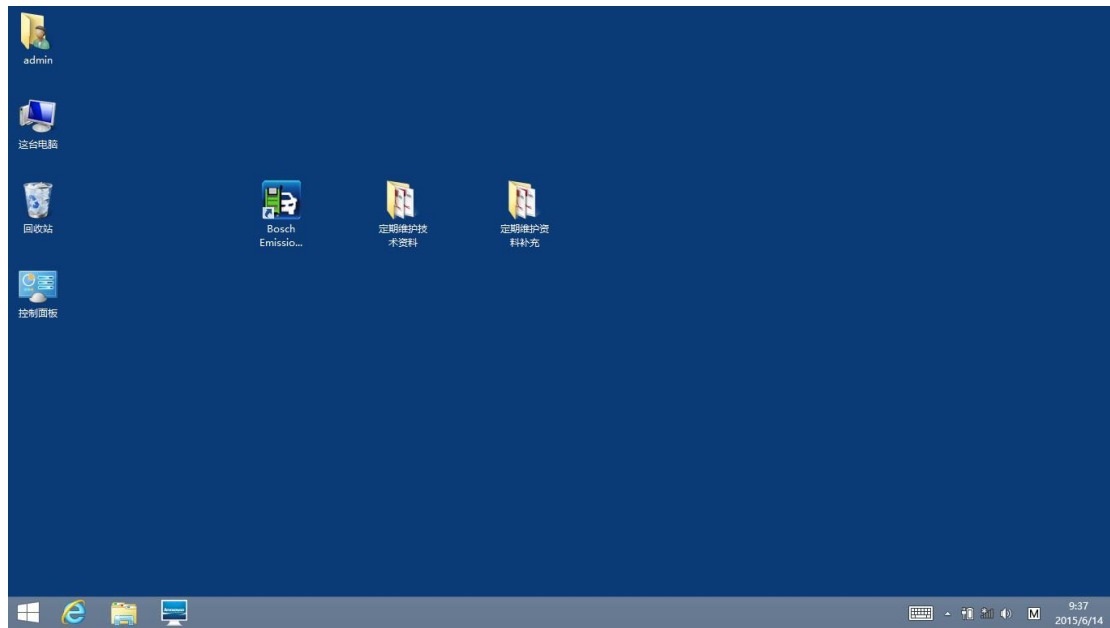 admin
这台电脑
回收站
控制面板
Bosch
Emissio...
定期维护技
术资料
定期维护资
料补充
M
9:37
2015/6/14